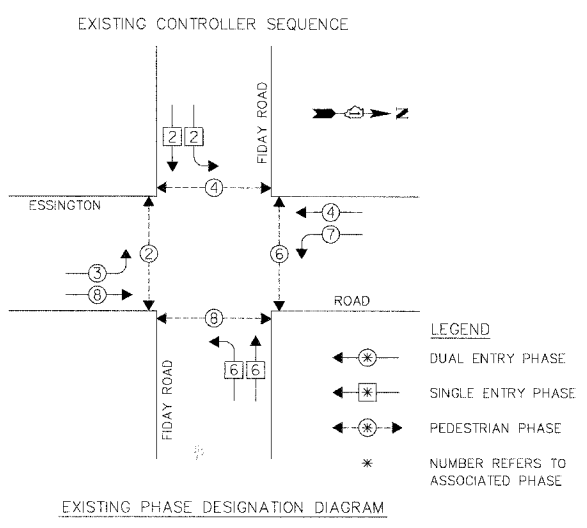 EXISTING CONTROLLER SEQUENCE
FIDAY ROAD
N
2 2
4
ESSINGTON
4
7
2
6
3
8
ROAD
8
6 6
FIDAY ROAD
LEGEND
* DUAL ENTRY PHASE
* SINGLE ENTRY PHASE
* PEDESTRIAN PHASE
* NUMBER REFERS TO
ASSOCIATED PHASE
EXISTING PHASE DESIGNATION DIAGRAM